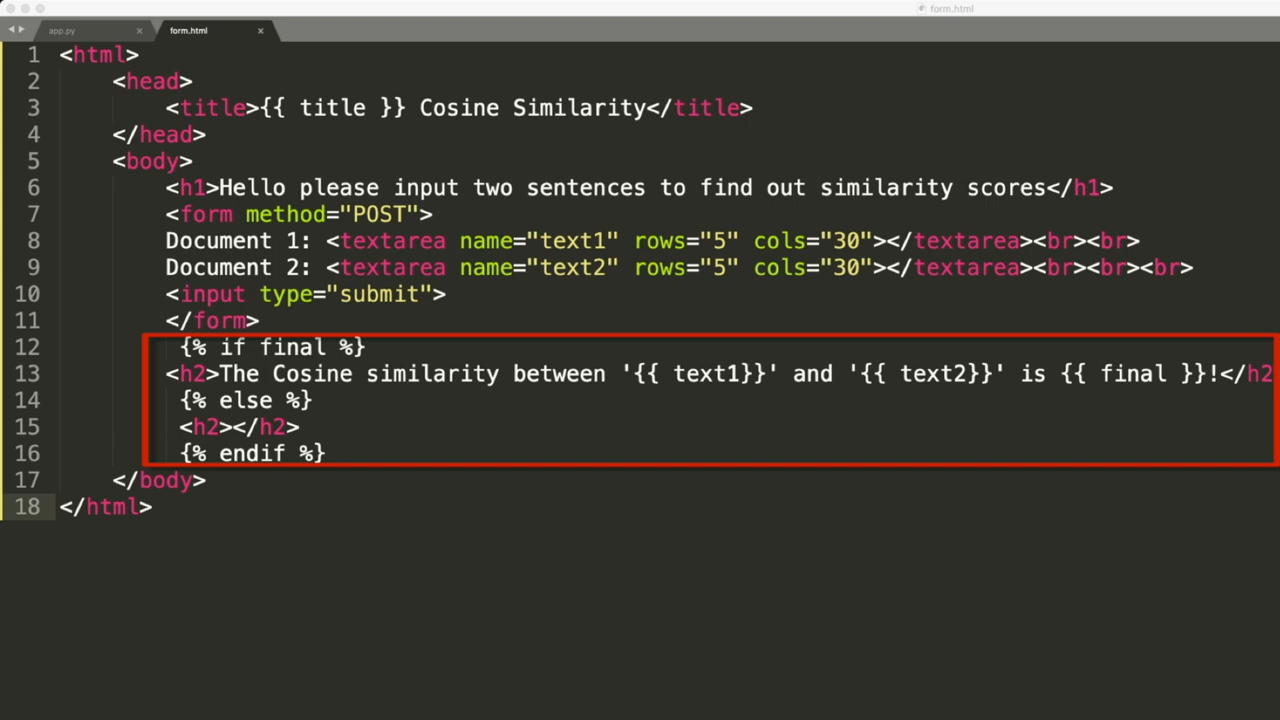 form.html
app.py × form.html ×
1 <html>
2 <head>
3 <title>{{ title }} Cosine Similarity</title>
4 </head>
5 <body>
6 <h1>Hello please input two sentences to find out similarity scores</h1>
7 <form method="POST">
8 Document 1: <textarea name="text1" rows="5" cols="30"></textarea><br><br>
9 Document 2: <textarea name="text2" rows="5" cols="30"></textarea><br><br><br>
10 <input type="submit">
11 </form>
12 {% if final %}
13 <h2>The Cosine similarity between '{{ text1}}' and '{{ text2}}' is {{ final }}!</h2
14 {% else %}
15 <h2></h2>
16 {% endif %}
17 </body>
18 </html>